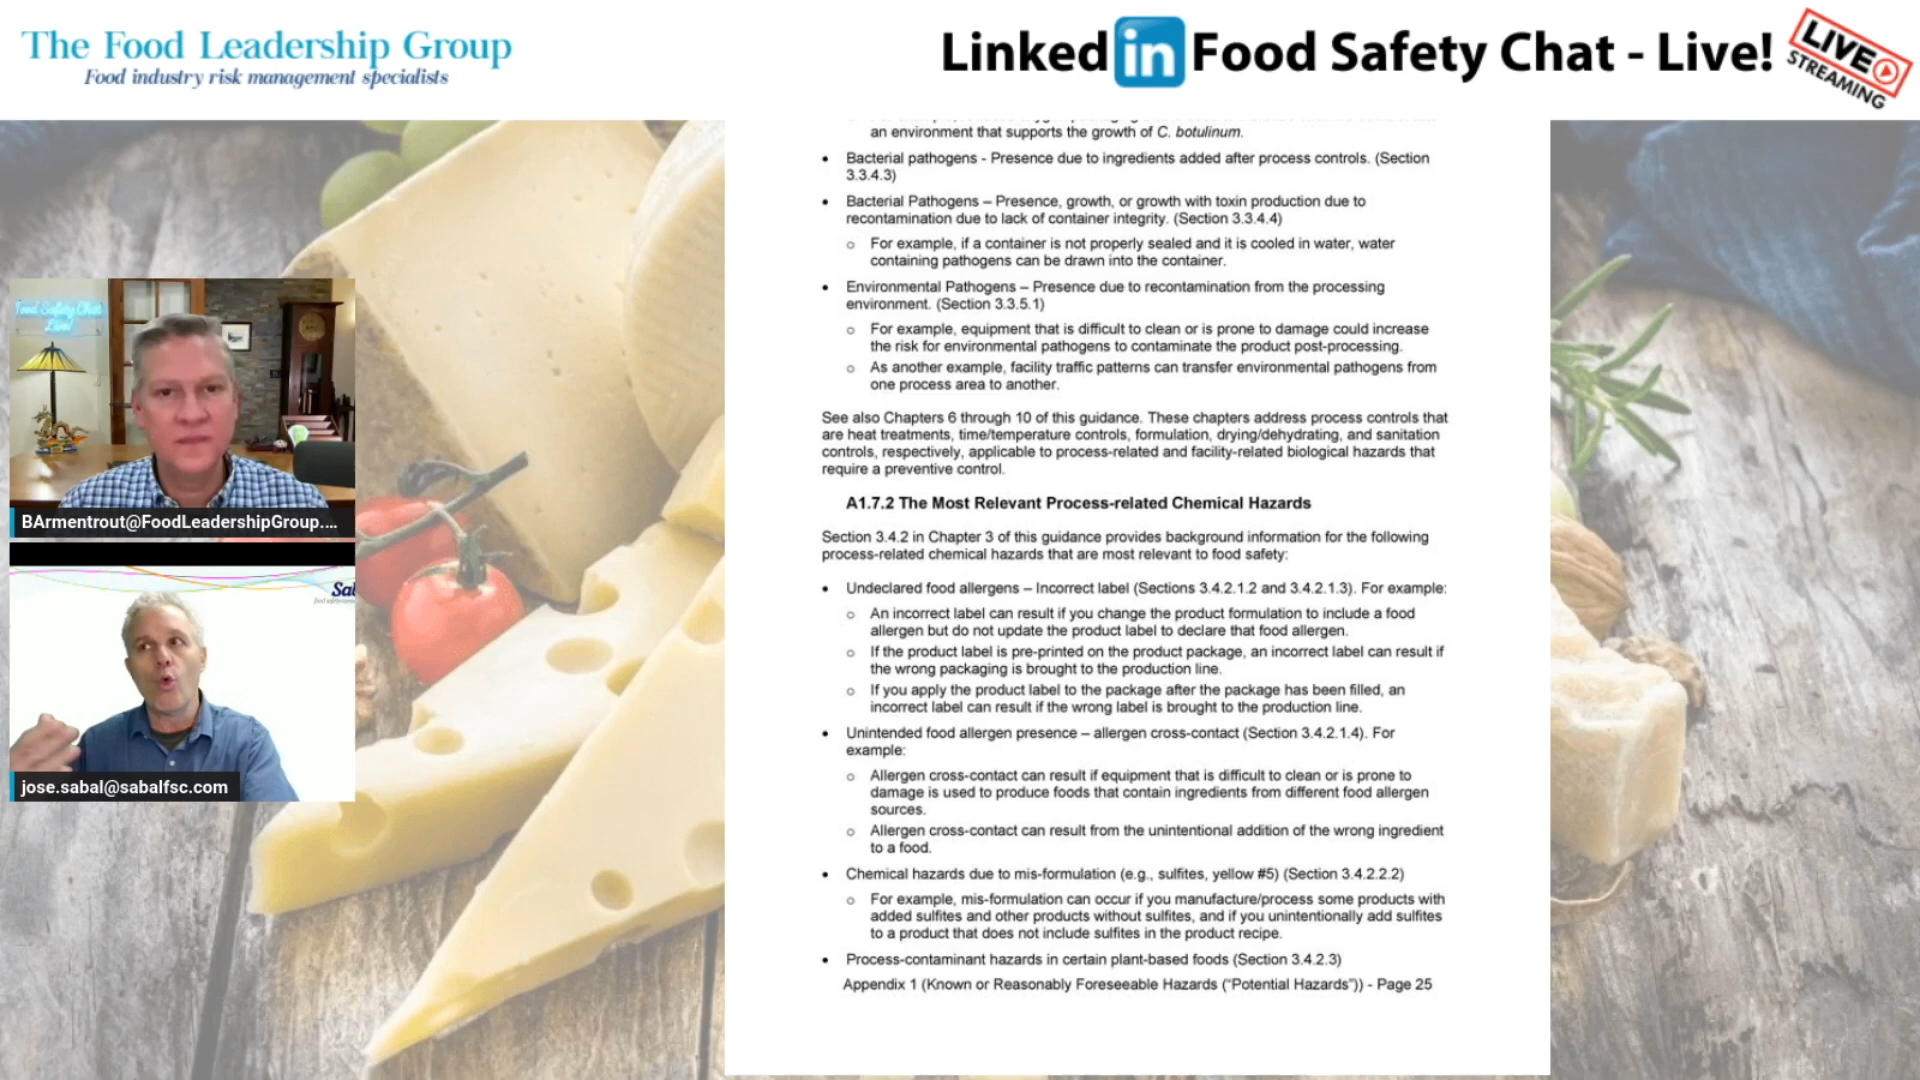 The Food Leadership Group
Food industry risk management specialists
Linked in Food Safety Chat - Live!
LIVE
STREAMING
an environment that supports the growth of C. botulinum.
• Bacterial pathogens - Presence due to ingredients added after process controls. (Section
3.3.4.3)
• Bacterial Pathogens – Presence, growth, or growth with toxin production due to
recontamination due to lack of container integrity. (Section 3.3.4.4)
o For example, if a container is not properly sealed and it is cooled in water, water
containing pathogens can be drawn into the container.
• Environmental Pathogens – Presence due to recontamination from the processing
environment. (Section 3.3.5.1)
o For example, equipment that is difficult to clean or is prone to damage could increase
the risk for environmental pathogens to contaminate the product post-processing.
o As another example, facility traffic patterns can transfer environmental pathogens from
one process area to another.
See also Chapters 6 through 10 of this guidance. These chapters address process controls that
are heat treatments, time/temperature controls, formulation, drying/dehydrating, and sanitation
controls, respectively, applicable to process-related and facility-related biological hazards that
require a preventive control.
A1.7.2 The Most Relevant Process-related Chemical Hazards
Section 3.4.2 in Chapter 3 of this guidance provides background information for the following
process-related chemical hazards that are most relevant to food safety:
• Undeclared food allergens – Incorrect label (Sections 3.4.2.1.2 and 3.4.2.1.3). For example:
o An incorrect label can result if you change the product formulation to include a food
allergen but do not update the product label to declare that food allergen.
o If the product label is pre-printed on the product package, an incorrect label can result if
the wrong packaging is brought to the production line.
o If you apply the product label to the package after the package has been filled, an
incorrect label can result if the wrong label is brought to the production line.
• Unintended food allergen presence – allergen cross-contact (Section 3.4.2.1.4). For
example:
o Allergen cross-contact can result if equipment that is difficult to clean or is prone to
damage is used to produce foods that contain ingredients from different food allergen
sources.
o Allergen cross-contact can result from the unintentional addition of the wrong ingredient
to a food.
• Chemical hazards due to mis-formulation (e.g., sulfites, yellow #5) (Section 3.4.2.2.2)
o For example, mis-formulation can occur if you manufacture/process some products with
added sulfites and other products without sulfites, and if you unintentionally add sulfites
to a product that does not include sulfites in the product recipe.
• Process-contaminant hazards in certain plant-based foods (Section 3.4.2.3)
Appendix 1 (Known or Reasonably Foreseeable Hazards ("Potential Hazards")) - Page 25
Food Safety Chat
Live!
BArmentrout@FoodLeadershipGroup....
Sab
jose.sabal@sabalfsc.com